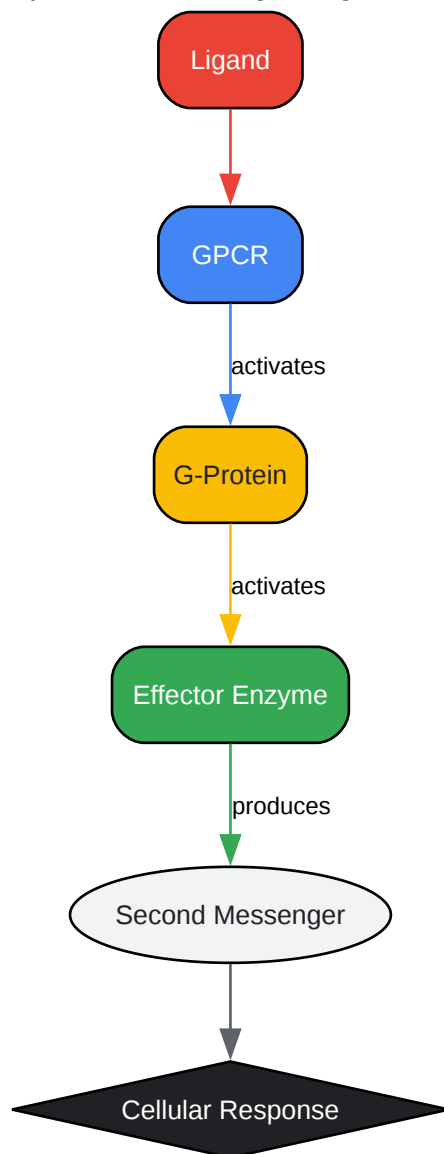 Ligand
GPCR
activates
G-Protein
activates
Effector Enzyme
produces
Second Messenger
Cellular Response